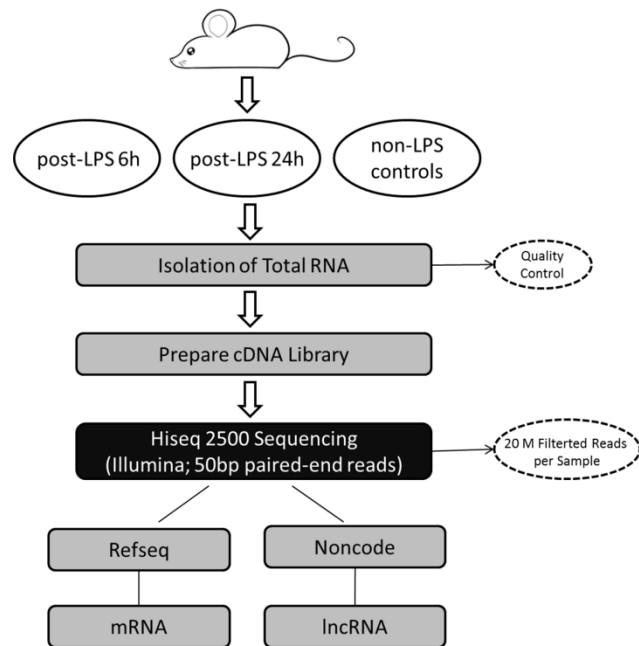 post-LPS 6h
post-LPS 24h
non-LPS
controls
Isolation of Total RNA
Quality
Control
Prepare cDNA Library
Hiseq 2500 Sequencing
(Illumina; 50bp paired-end reads)
20 M Filterted Reads
per Sample
Refseq
Noncode
mRNA
lncRNA